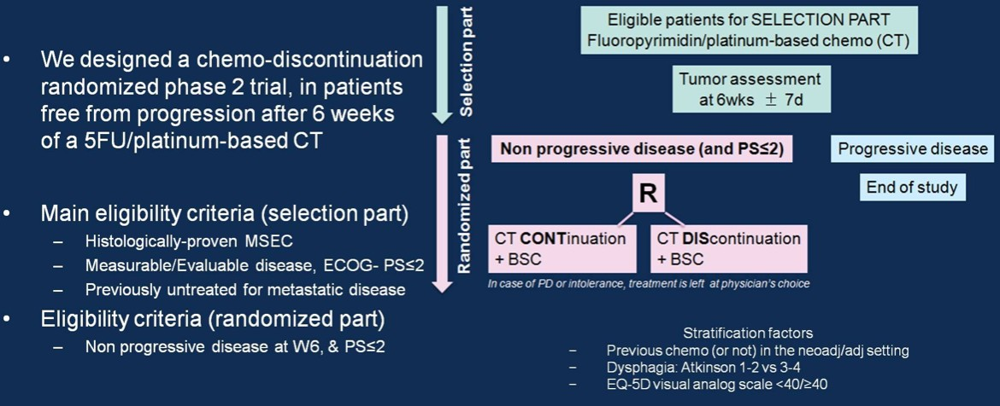 • We designed a chemo-discontinuation
randomized phase 2 trial, in patients
free from progression after 6 weeks
of a 5FU/platinum-based CT
• Main eligibility criteria (selection part)
– Histologically-proven MSEC
– Measurable/Evaluable disease, ECOG- PS≤2
– Previously untreated for metastatic disease
• Eligibility criteria (randomized part)
– Non progressive disease at W6, & PS≤2
Selection part
Randomized part
Eligible patients for SELECTION PART
Fluoropyrimidin/platinum-based chemo (CT)
Tumor assessment
at 6wks ± 7d
Non progressive disease (and PS≤2)
Progressive disease
End of study
R
CT CONTinuation
+ BSC
CT DIScontinuation
+ BSC
In case of PD or intolerance, treatment is left at physician's choice
Stratification factors
– Previous chemo (or not) in the neoadj/adj setting
– Dysphagia: Atkinson 1-2 vs 3-4
– EQ-5D visual analog scale <40/≥40